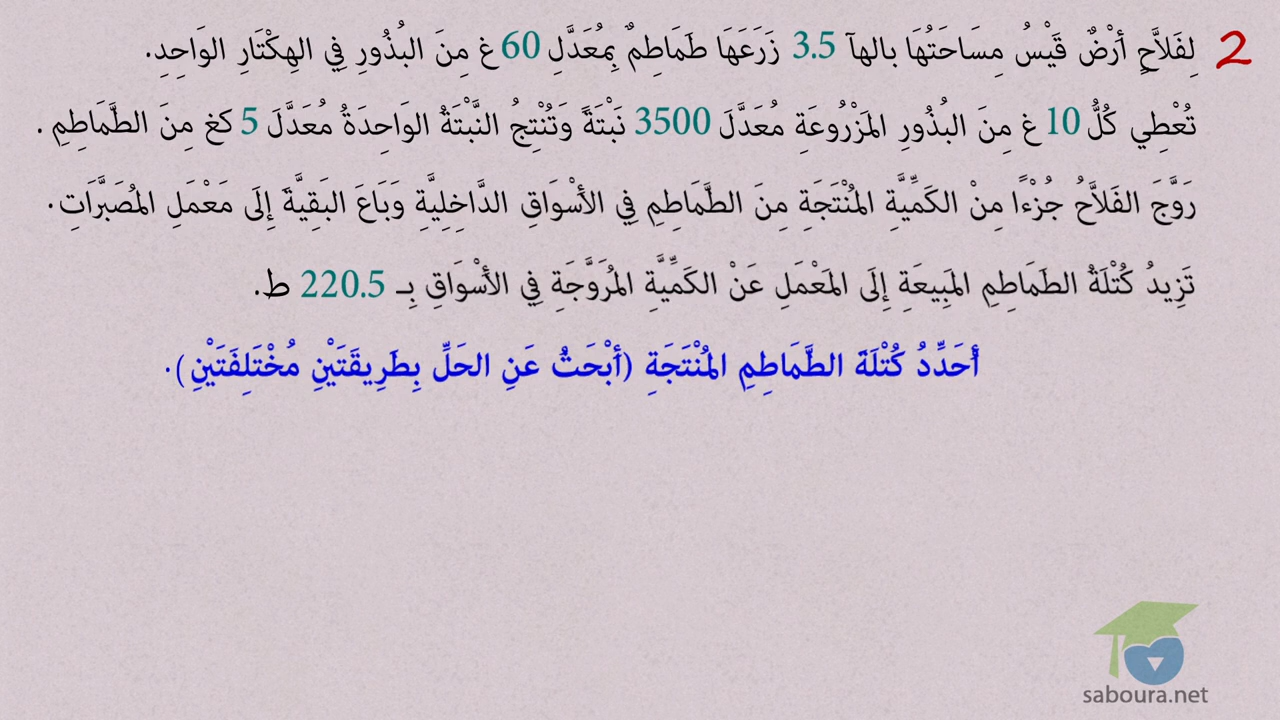 2 لِفَلاَّحٍ أَرْضٌ قَيْسُ مِسَاحَتُهَا بالهآ 3.5 زَرَعَهَا طَمَاطِمٌ بِمُعَدَّلِ 60 غ مِنَ البُذُورِ فِي الهِكْتَارِ الوَاحِدِ.
تُعْطِي كُلُّ 10 غ مِنَ البُذُورِ المَزْرُوعَةِ مُعَدَّلَ 3500 نَبْتَةً وَتُنْتِجُ النَّبْتَةُ الوَاحِدَةُ مُعَدَّلَ 5 كغ مِنَ الطَّمَاطِمِ .
رَوَّجَ الفَلاَّحُ جُزْءًا مِنْ الكَمِّيَّةِ المُنْتَجَةِ مِنَ الطَّمَاطِمِ فِي الأَسْوَاقِ الدَّاخِلِيَّةِ وَبَاعَ البَقِيَّةَ إِلَى مَعْمَلِ المُصَبَّرَاتِ.
تَزِيدُ كُتْلَةُ الطَمَاطِمِ المَبِيعَةِ إِلَى المَعْمَلِ عَنْ الكَمِّيَّةِ المُرَوَّجَةِ فِي الأَسْوَاقِ بِـ 220.5 ط.
أُحَدِّدُ كُتْلَةَ الطَّمَاطِمِ المُنْتَجَةِ (أَبْحَثُ عَنِ الحَلِّ بِطَرِيقَتَيْنِ مُخْتَلِفَتَيْنِ).
saboura.net